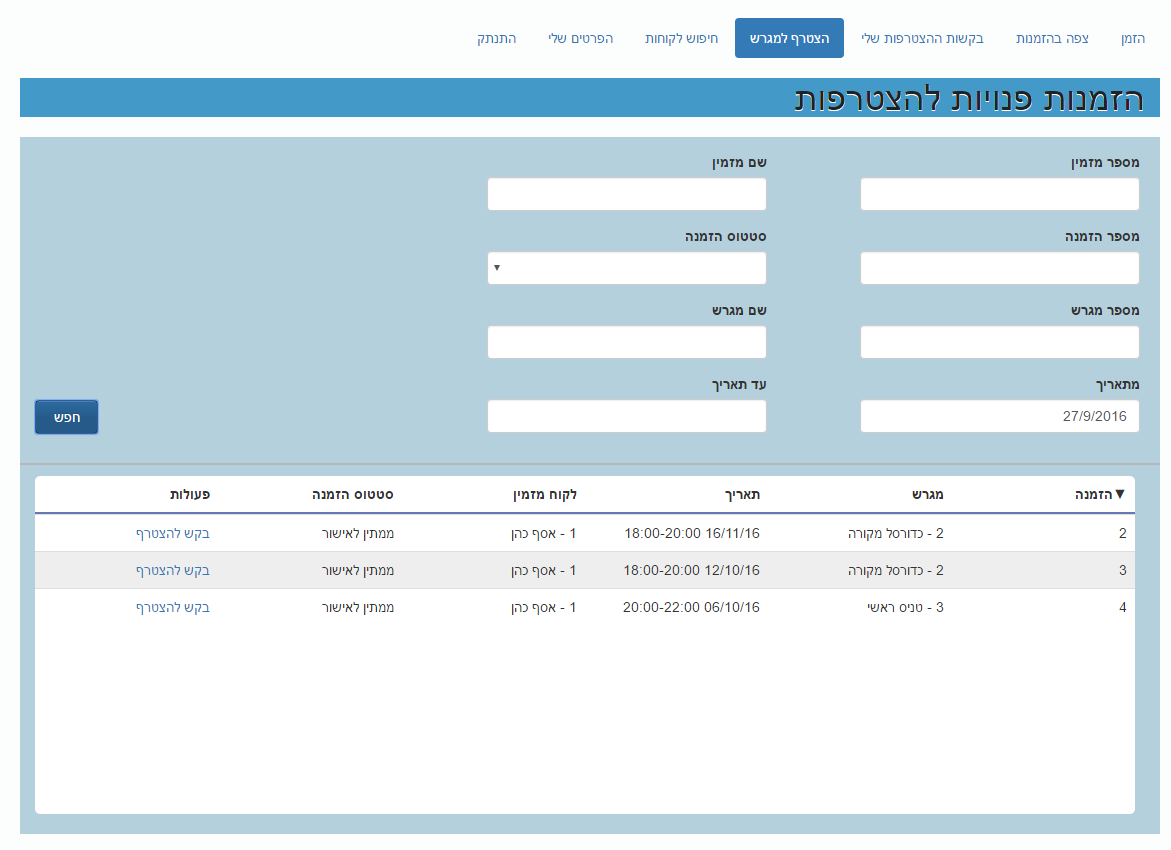 הזמן צפה בהזמנות בקשות ההצטרפות שלי הצטרף למגרש חיפוש לקוחות הפרטים שלי התנתק
הזמנות פנויות להצטרפות
מספר מזמין שם מזמין
מספר הזמנה סטטוס הזמנה
מספר מגרש שם מגרש
מתאריך עד תאריך
27/9/2016 חפש
▼הזמנה מגרש תאריך לקוח מזמין סטטוס הזמנה פעולות
2 2 - כדורסל מקורה 16/11/16 18:00-20:00 1 - אסף כהן ממתין לאישור בקש להצטרף
3 2 - כדורסל מקורה 12/10/16 18:00-20:00 1 - אסף כהן ממתין לאישור בקש להצטרף
4 3 - טניס ראשי 06/10/16 20:00-22:00 1 - אסף כהן ממתין לאישור בקש להצטרף